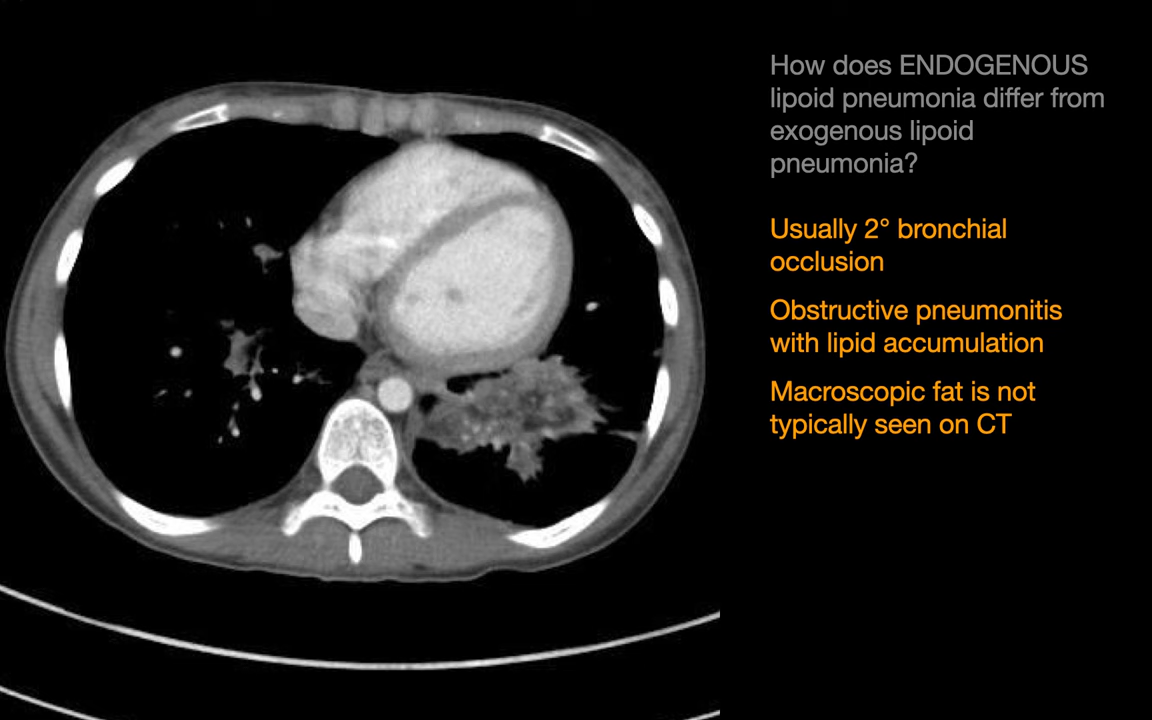 How does ENDOGENOUS
lipoid pneumonia differ from
exogenous lipoid
pneumonia?
Usually 2° bronchial
occlusion
Obstructive pneumonitis
with lipid accumulation
Macroscopic fat is not
typically seen on CT